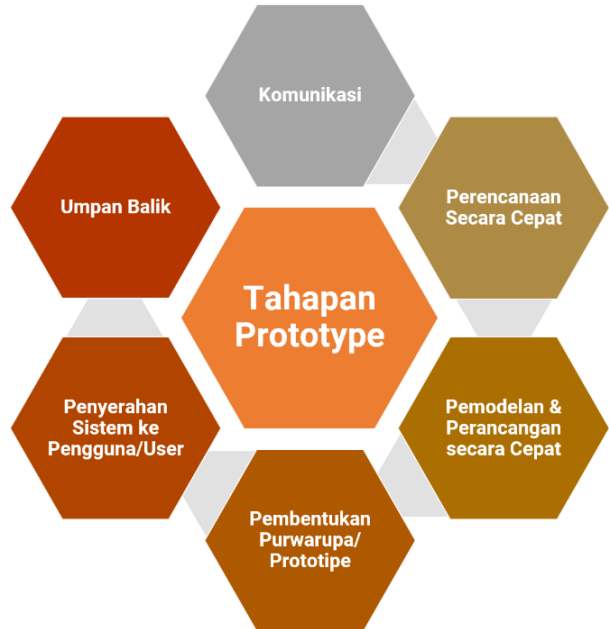 Komunikasi
Perencanaan
Secara Cepat
Pemodelan &
Perancangan
secara Cepat
Pembentukan
Purwarupa/
Prototipe
Penyerahan
Sistem ke
Pengguna/User
Umpan Balik
Tahapan
Prototype